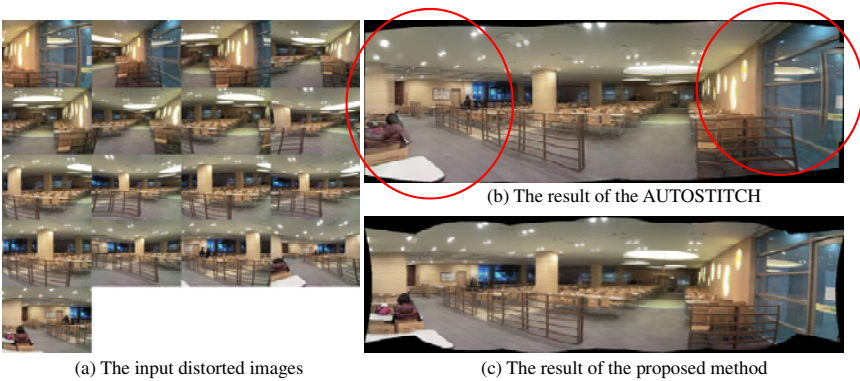 (b) The result of the AUTOSTITCH
(a) The input distorted images
(c) The result of the proposed method